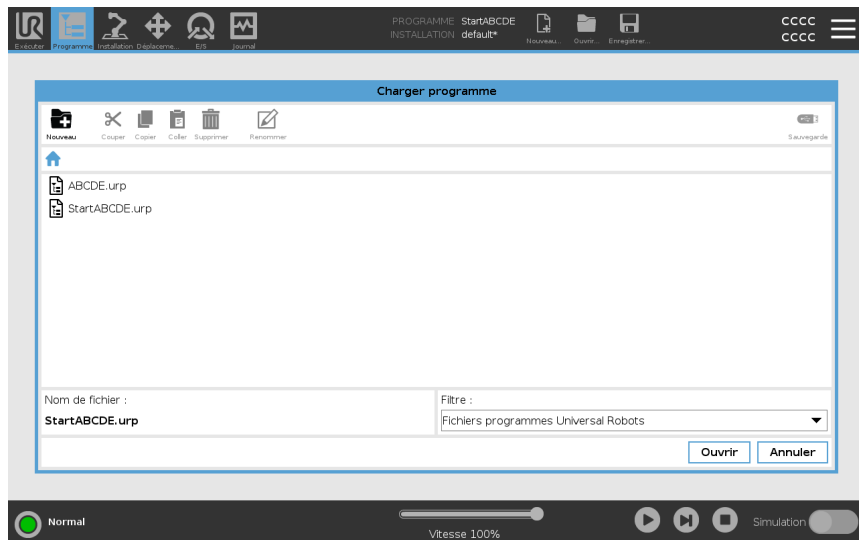 PROGRAMME StartABCDE
INSTALLATION default*
CCCC
CCCC
Exécuter Programme Installation Déplaceme... E/S Journal
Nouveau... Ouvrir... Enregistrer...
Charger programme
Nouveau Couper Copier Coller Supprimer Renommer Sauvegarde
ABCDE.urp
StartABCDE.urp
Nom de fichier :
StartABCDE.urp
Filtre :
Fichiers programmes Universal Robots
Ouvrir Annuler
Normal
Vitesse 100%
Simulation